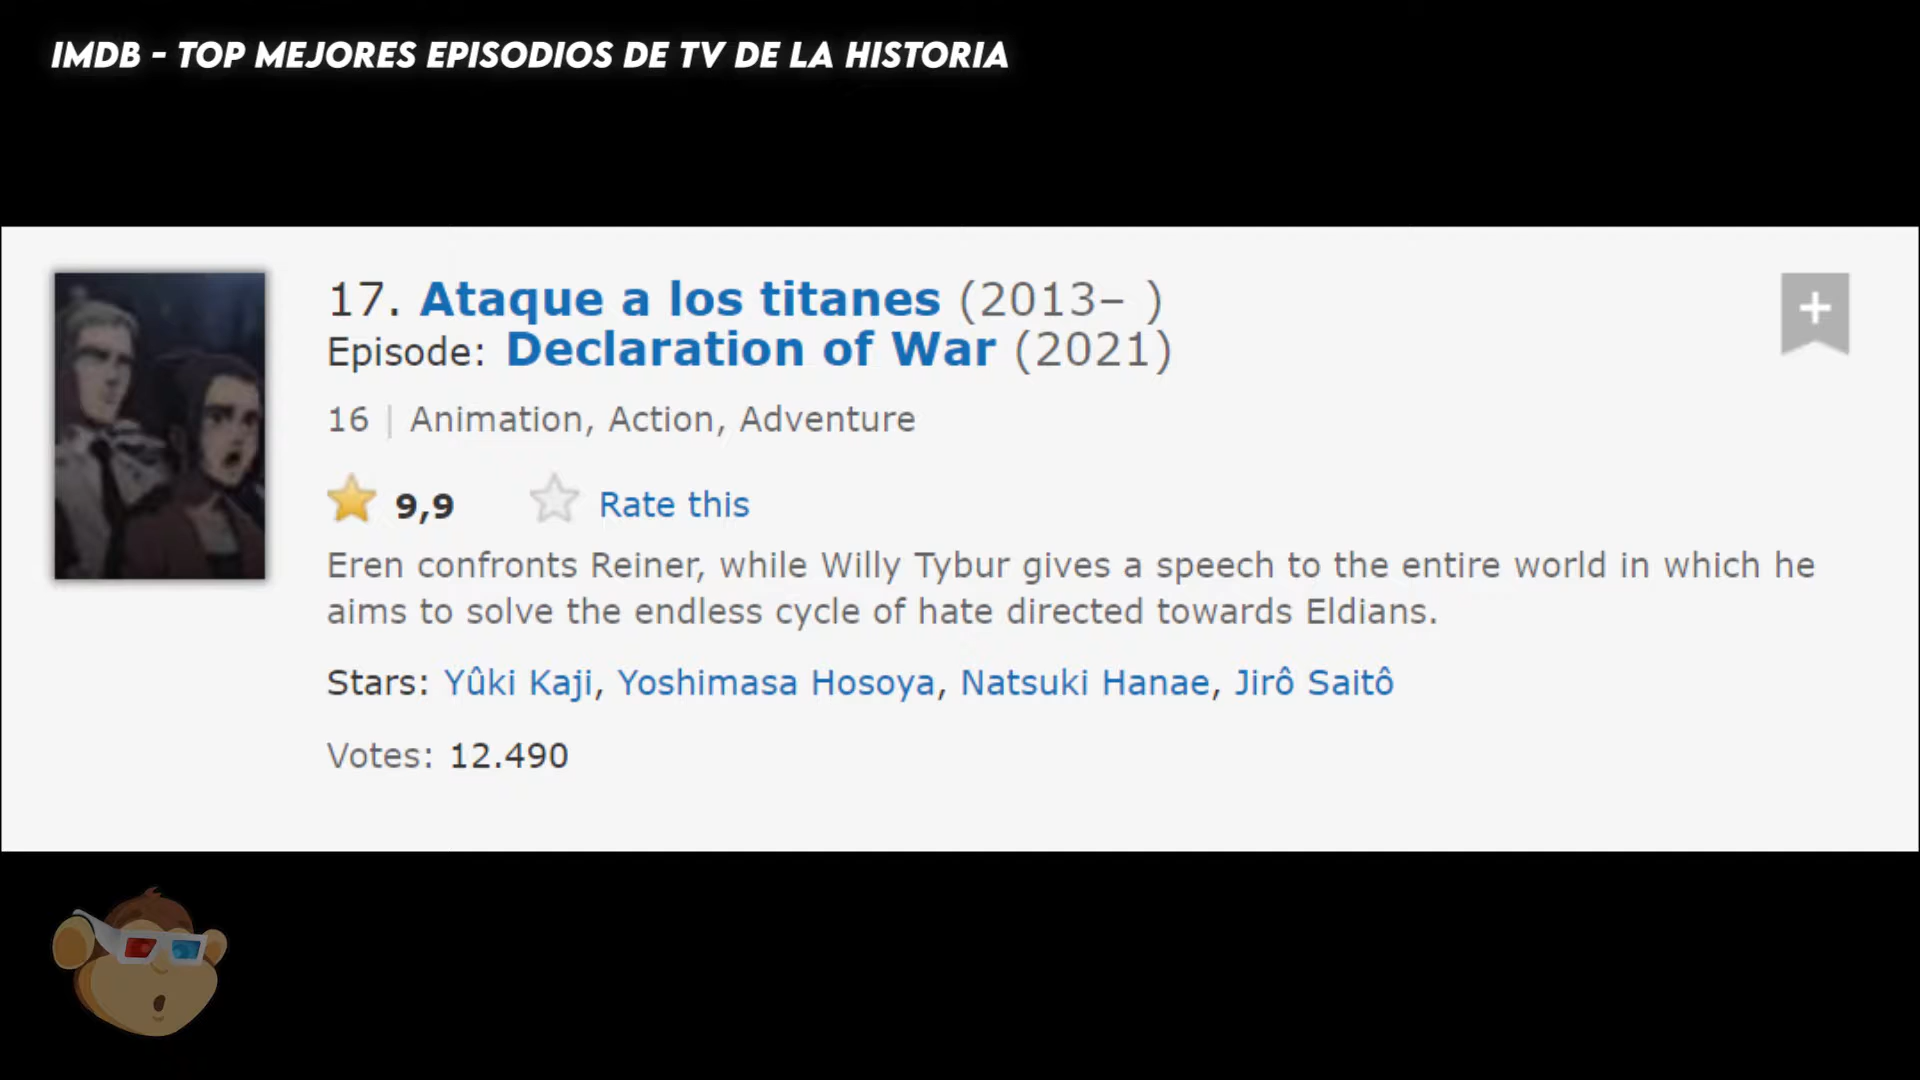 IMDB - TOP MEJORES EPISODIOS DE TV DE LA HISTORIA
17. Ataque a los titanes (2013– )
Episode: Declaration of War (2021)
16 | Animation, Action, Adventure
9,9 Rate this
Eren confronts Reiner, while Willy Tybur gives a speech to the entire world in which he
aims to solve the endless cycle of hate directed towards Eldians.
Stars: Yûki Kaji, Yoshimasa Hosoya, Natsuki Hanae, Jirô Saitô
Votes: 12.490